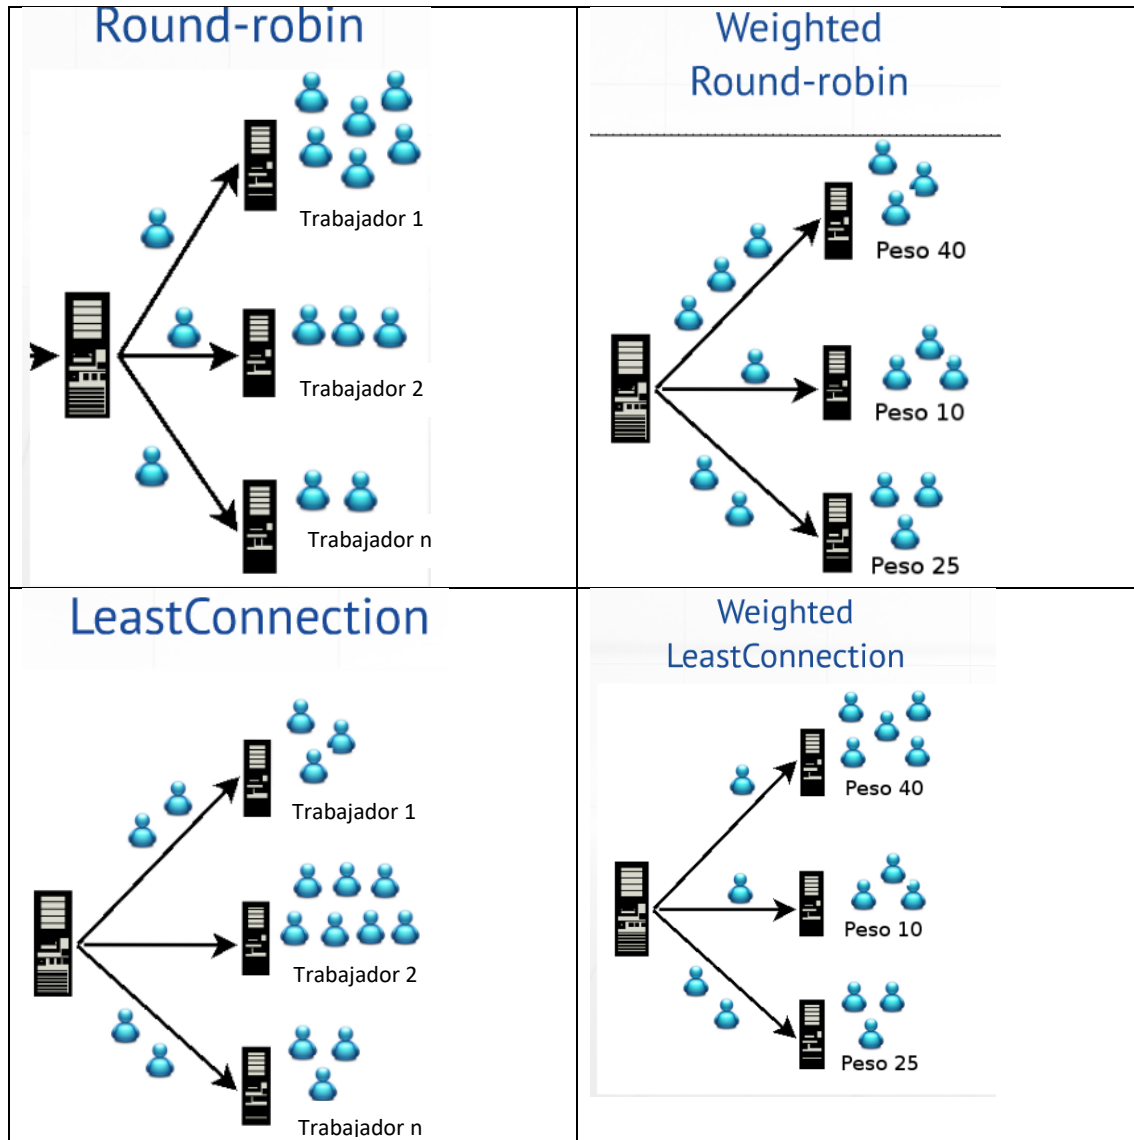 Round-robin
Trabajador 1
Trabajador 2
Trabajador n
Weighted
Round-robin
Peso 40
Peso 10
Peso 25
LeastConnection
Trabajador 1
Trabajador 2
Trabajador n
Weighted
LeastConnection
Peso 40
Peso 10
Peso 25